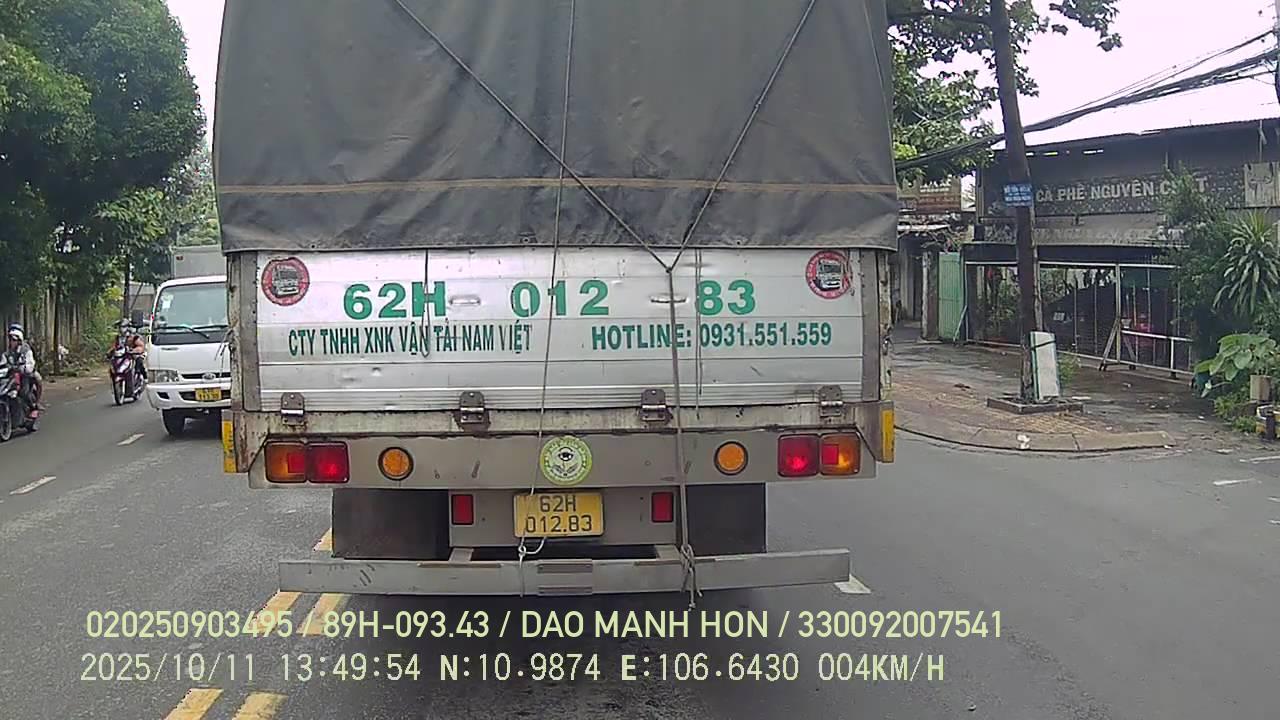 CÀ PHÊ NGUYÊN CHẤT
62H 012 83
CTY TNHH XNK VẬN TẢI NAM VIỆT HOTLINE: 0931.551.559
62H
012.83
020250903495 / 89H-093.43 / DAO MANH HON / 330092007541
2025/10/11 13:49:54 N:10.9874 E:106.6430 004KM/H